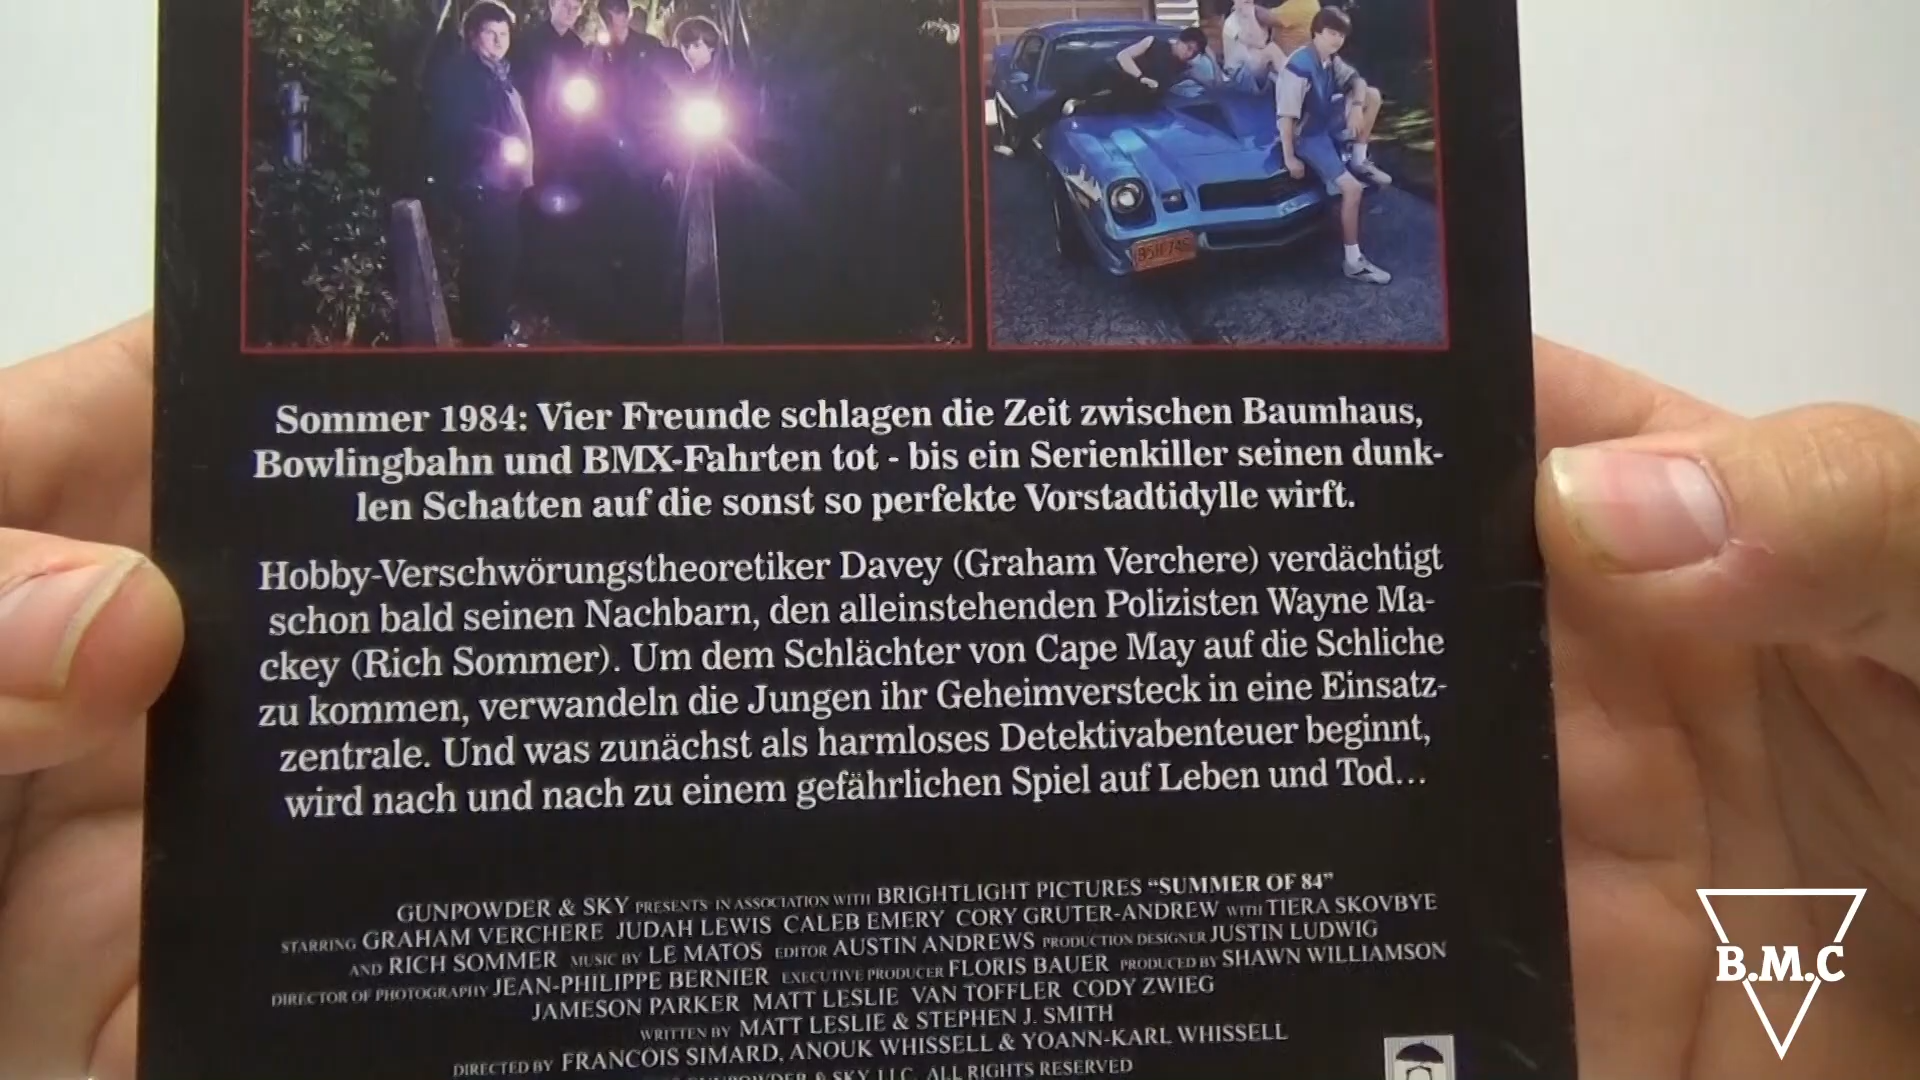 B5H 746
Sommer 1984: Vier Freunde schlagen die Zeit zwischen Baumhaus,
Bowlingbahn und BMX-Fahrten tot - bis ein Serienkiller seinen dunk-
len Schatten auf die sonst so perfekte Vorstadtidylle wirft.
Hobby-Verschwörungstheoretiker Davey (Graham Verchere) verdächtigt
schon bald seinen Nachbarn, den alleinstehenden Polizisten Wayne Ma-
ckey (Rich Sommer). Um dem Schlächter von Cape May auf die Schliche
zu kommen, verwandeln die Jungen ihr Geheimversteck in eine Einsatz-
zentrale. Und was zunächst als harmloses Detektivabenteuer beginnt,
wird nach und nach zu einem gefährlichen Spiel auf Leben und Tod...
GUNPOWDER & SKY PRESENTS IN ASSOCIATION WITH BRIGHTLIGHT PICTURES “SUMMER OF 84”
STARRING GRAHAM VERCHERE JUDAH LEWIS CALEB EMERY CORY GRUTER-ANDREW WITH TIERA SKOVBYE
AND RICH SOMMER MUSIC BY LE MATOS EDITOR AUSTIN ANDREWS PRODUCTION DESIGNER JUSTIN LUDWIG
DIRECTOR OF PHOTOGRAPHY JEAN-PHILIPPE BERNIER EXECUTIVE PRODUCER FLORIS BAUER PRODUCED BY SHAWN WILLIAMSON
JAMESON PARKER MATT LESLIE VAN TOFFLER CODY ZWIEG
WRITTEN BY MATT LESLIE & STEPHEN J. SMITH
DIRECTED BY FRANCOIS SIMARD, ANOUK WHISSELL & YOANN-KARL WHISSELL
GUNPOWDER & SKY, LLC. ALL RIGHTS RESERVED
B.M.C